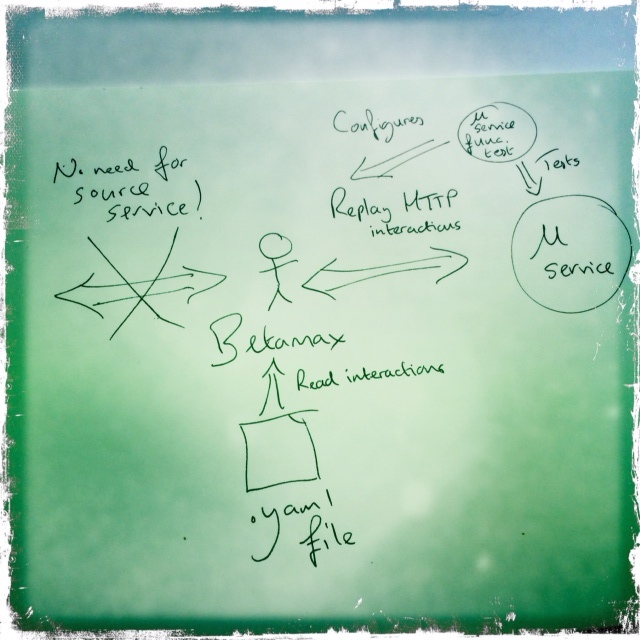 Configures
μ
service
func.
test
Tests
No need for
source
service!
Replay HTTP
interactions
μ
service
Betamax
Read interactions
.yaml
file